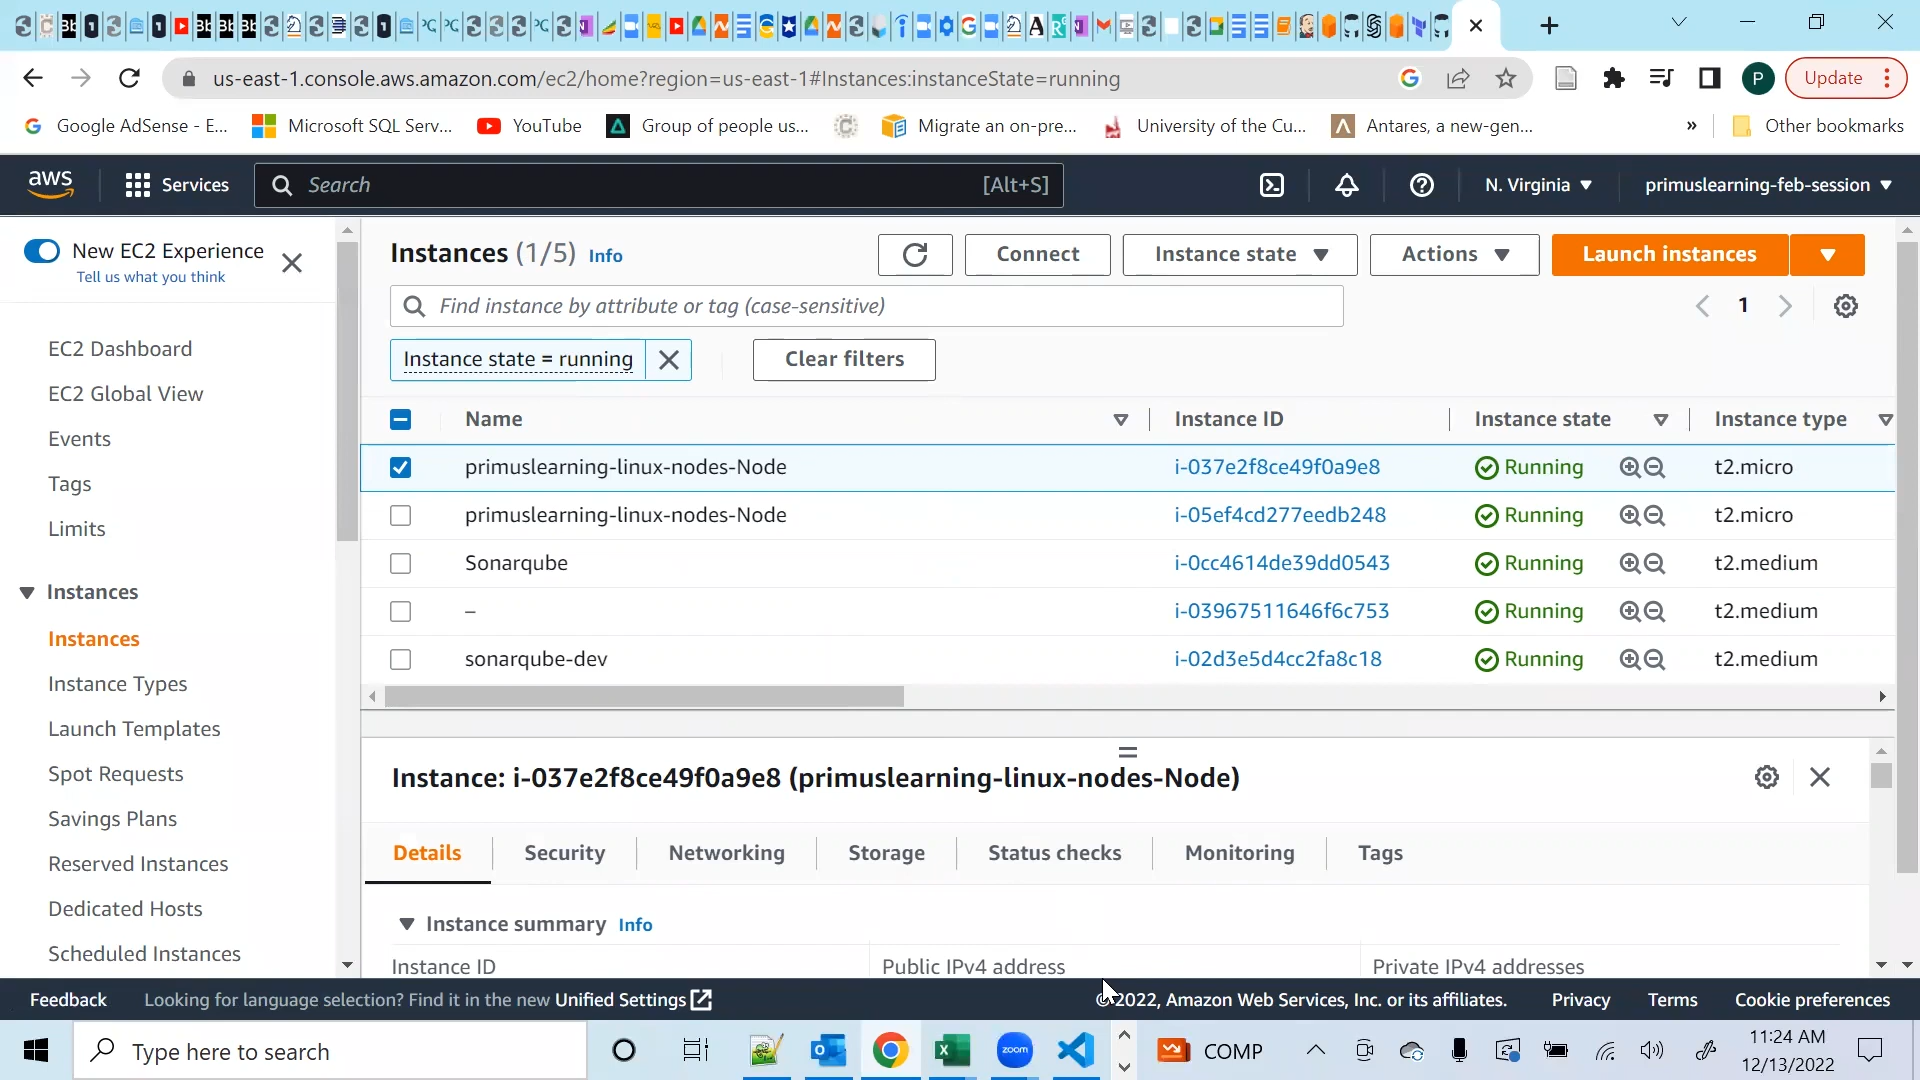 us-east-1.console.aws.amazon.com/ec2/home?region=us-east-1#Instances:instanceState=running
P
Update
Google AdSense - E...
Microsoft SQL Serv...
YouTube
Group of people us...
Migrate an on-pre...
University of the Cu...
Antares, a new-gen...
»
Other bookmarks
aws
Services
Search
[Alt+S]
N. Virginia
primuslearning-feb-session
New EC2 Experience
Tell us what you think
EC2 Dashboard
EC2 Global View
Events
Tags
Limits
Instances
Instances
Instance Types
Launch Templates
Spot Requests
Savings Plans
Reserved Instances
Dedicated Hosts
Scheduled Instances
Instances (1/5) Info
Connect
Instance state
Actions
Launch instances
Find instance by attribute or tag (case-sensitive)
1
Instance state = running
Clear filters
Name Instance ID Instance state Instance type
primuslearning-linux-nodes-Node i-037e2f8ce49f0a9e8 Running t2.micro
primuslearning-linux-nodes-Node i-05ef4cd277eedb248 Running t2.micro
Sonarqube i-0cc4614de39dd0543 Running t2.medium
– i-03967511646f6c753 Running t2.medium
sonarqube-dev i-02d3e5d4cc2fa8c18 Running t2.medium
Instance: i-037e2f8ce49f0a9e8 (primuslearning-linux-nodes-Node)
Details
Security
Networking
Storage
Status checks
Monitoring
Tags
Instance summary Info
Instance ID
Public IPv4 address
Private IPv4 addresses
Feedback
Looking for language selection? Find it in the new Unified Settings
© 2022, Amazon Web Services, Inc. or its affiliates.
Privacy
Terms
Cookie preferences
Type here to search
zoom
COMP
11:24 AM
12/13/2022